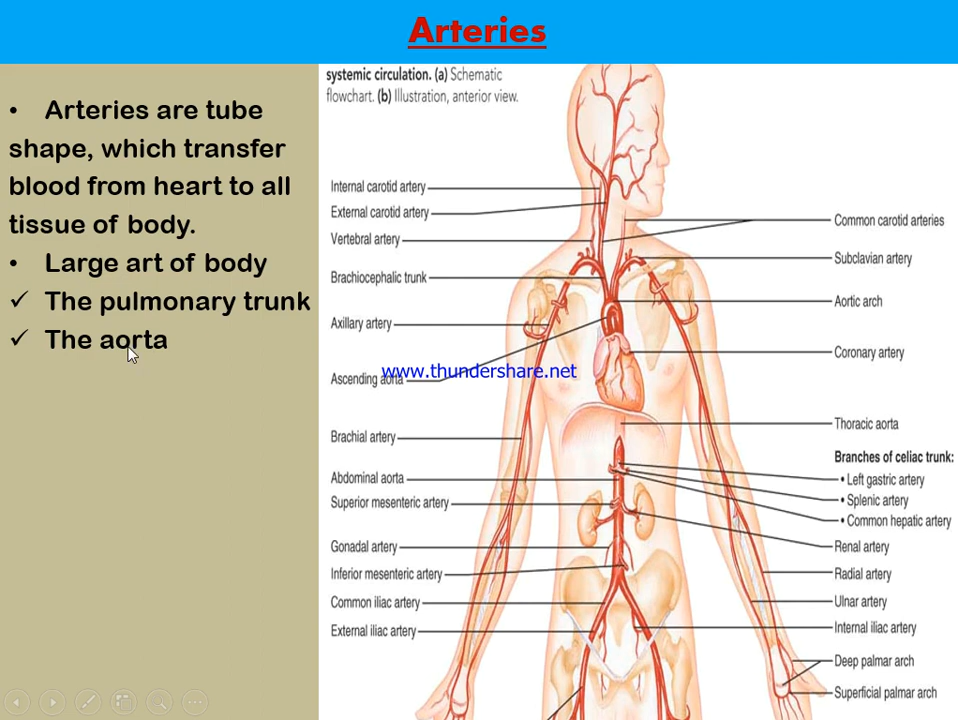 Arteries
• Arteries are tube
shape, which transfer
blood from heart to all
tissue of body.
• Large art of body
✓ The pulmonary trunk
✓ The aorta
systemic circulation. (a) Schematic
flowchart. (b) Illustration, anterior view.
Internal carotid artery
External carotid artery
Vertebral artery
Brachiocephalic trunk
Axillary artery
Ascending aorta
Brachial artery
Abdominal aorta
Superior mesenteric artery
Gonadal artery
Inferior mesenteric artery
Common iliac artery
External iliac artery
www.thundershare.net
Common carotid arteries
Subclavian artery
Aortic arch
Coronary artery
Thoracic aorta
Branches of celiac trunk:
• Left gastric artery
• Splenic artery
• Common hepatic artery
Renal artery
Radial artery
Ulnar artery
Internal iliac artery
Deep palmar arch
Superficial palmar arch